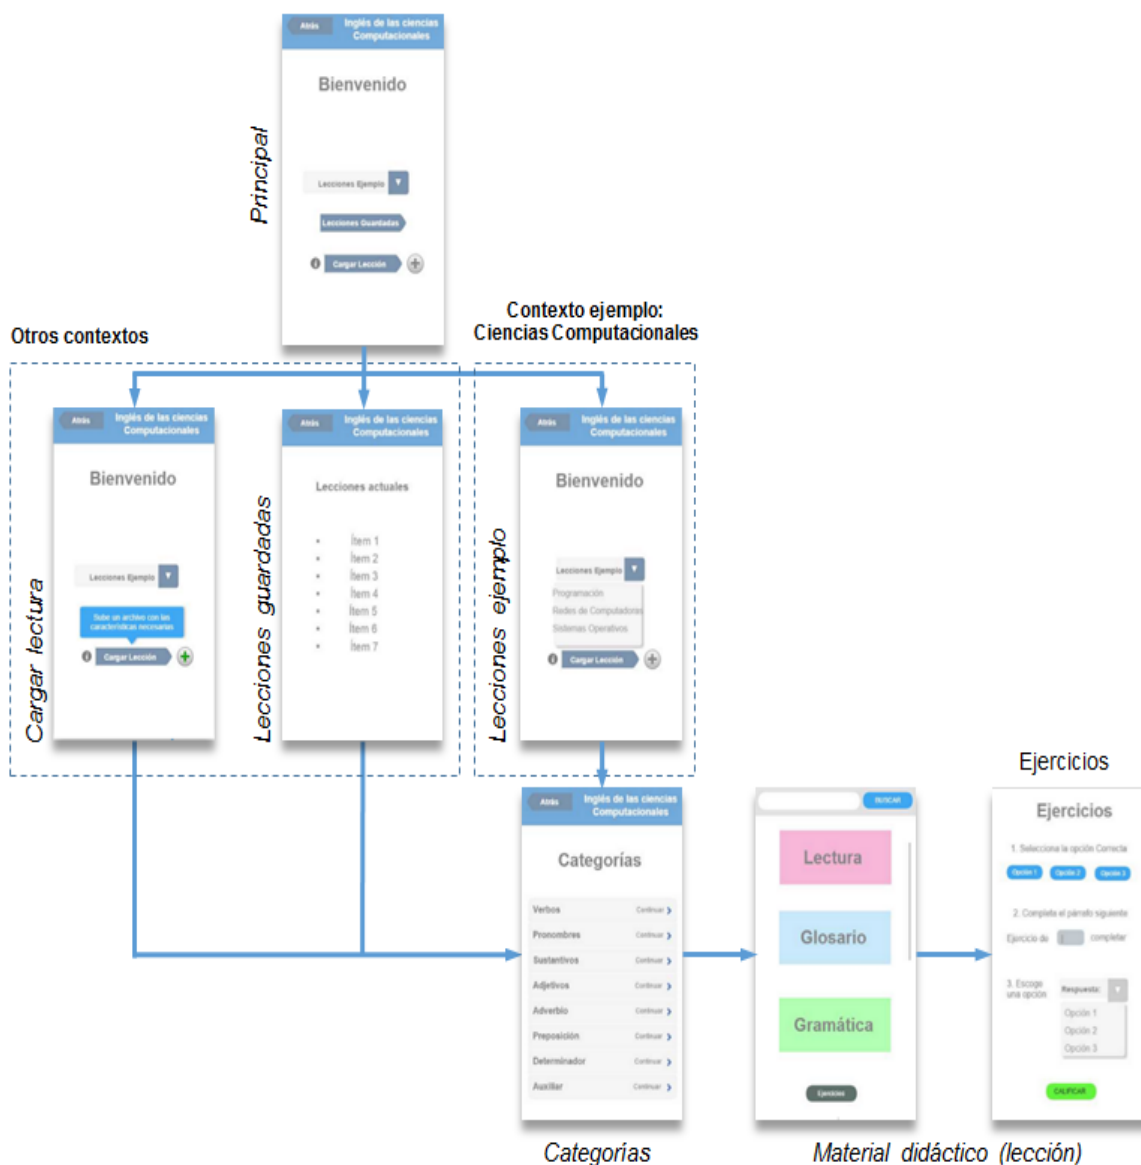 Atrás
Inglés de las ciencias
Computacionales
Bienvenido
Principal
Lecciones Ejemplo
Lecciones Guardadas
Cargar Lección
Otros contextos
Contexto ejemplo:
Ciencias Computacionales
Atrás
Inglés de las ciencias
Computacionales
Bienvenido
Lecciones Ejemplo
Sube un archivo con las
características necesarias
Cargar Lección
Cargar lectura
Atrás
Inglés de las ciencias
Computacionales
Lecciones actuales
• Ítem 1
• Ítem 2
• Ítem 3
• Ítem 4
• Ítem 5
• Ítem 6
• Ítem 7
Lecciones guardadas
Atrás
Inglés de las ciencias
Computacionales
Bienvenido
Lecciones Ejemplo
Programación
Redes de Computadoras
Sistemas Operativos
Cargar Lección
Lecciones ejemplo
Atrás
Inglés de las ciencias
Computacionales
Categorías
Verbos Continuar
Pronombres Continuar
Sustantivos Continuar
Adjetivos Continuar
Adverbio Continuar
Preposición Continuar
Determinador Continuar
Auxiliar Continuar
Categorías
BUSCAR
Lectura
Glosario
Gramática
Ejercicios
Ejercicios
Ejercicios
1. Selecciona la opción Correcta
Opción 1 Opción 2 Opción 3
2. Completa el párrafo siguiente
Ejercicio de completar
3. Escoge
una opción
Respuesta:
Opción 1
Opción 2
Opción 3
CALIFICAR
Material didáctico (lección)